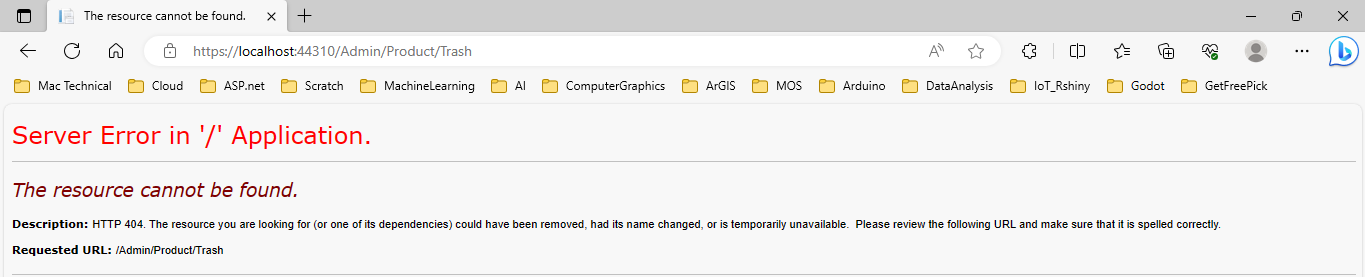 The resource cannot be found.
https://localhost:44310/Admin/Product/Trash
Mac Technical Cloud ASP.net Scratch MachineLearning AI ComputerGraphics ArGIS MOS Arduino DataAnalysis IoT_Rshiny Godot GetFreePick
Server Error in '/' Application.
The resource cannot be found.
Description: HTTP 404. The resource you are looking for (or one of its dependencies) could have been removed, had its name changed, or is temporarily unavailable.  Please review the following URL and make sure that it is spelled correctly.
Requested URL: /Admin/Product/Trash